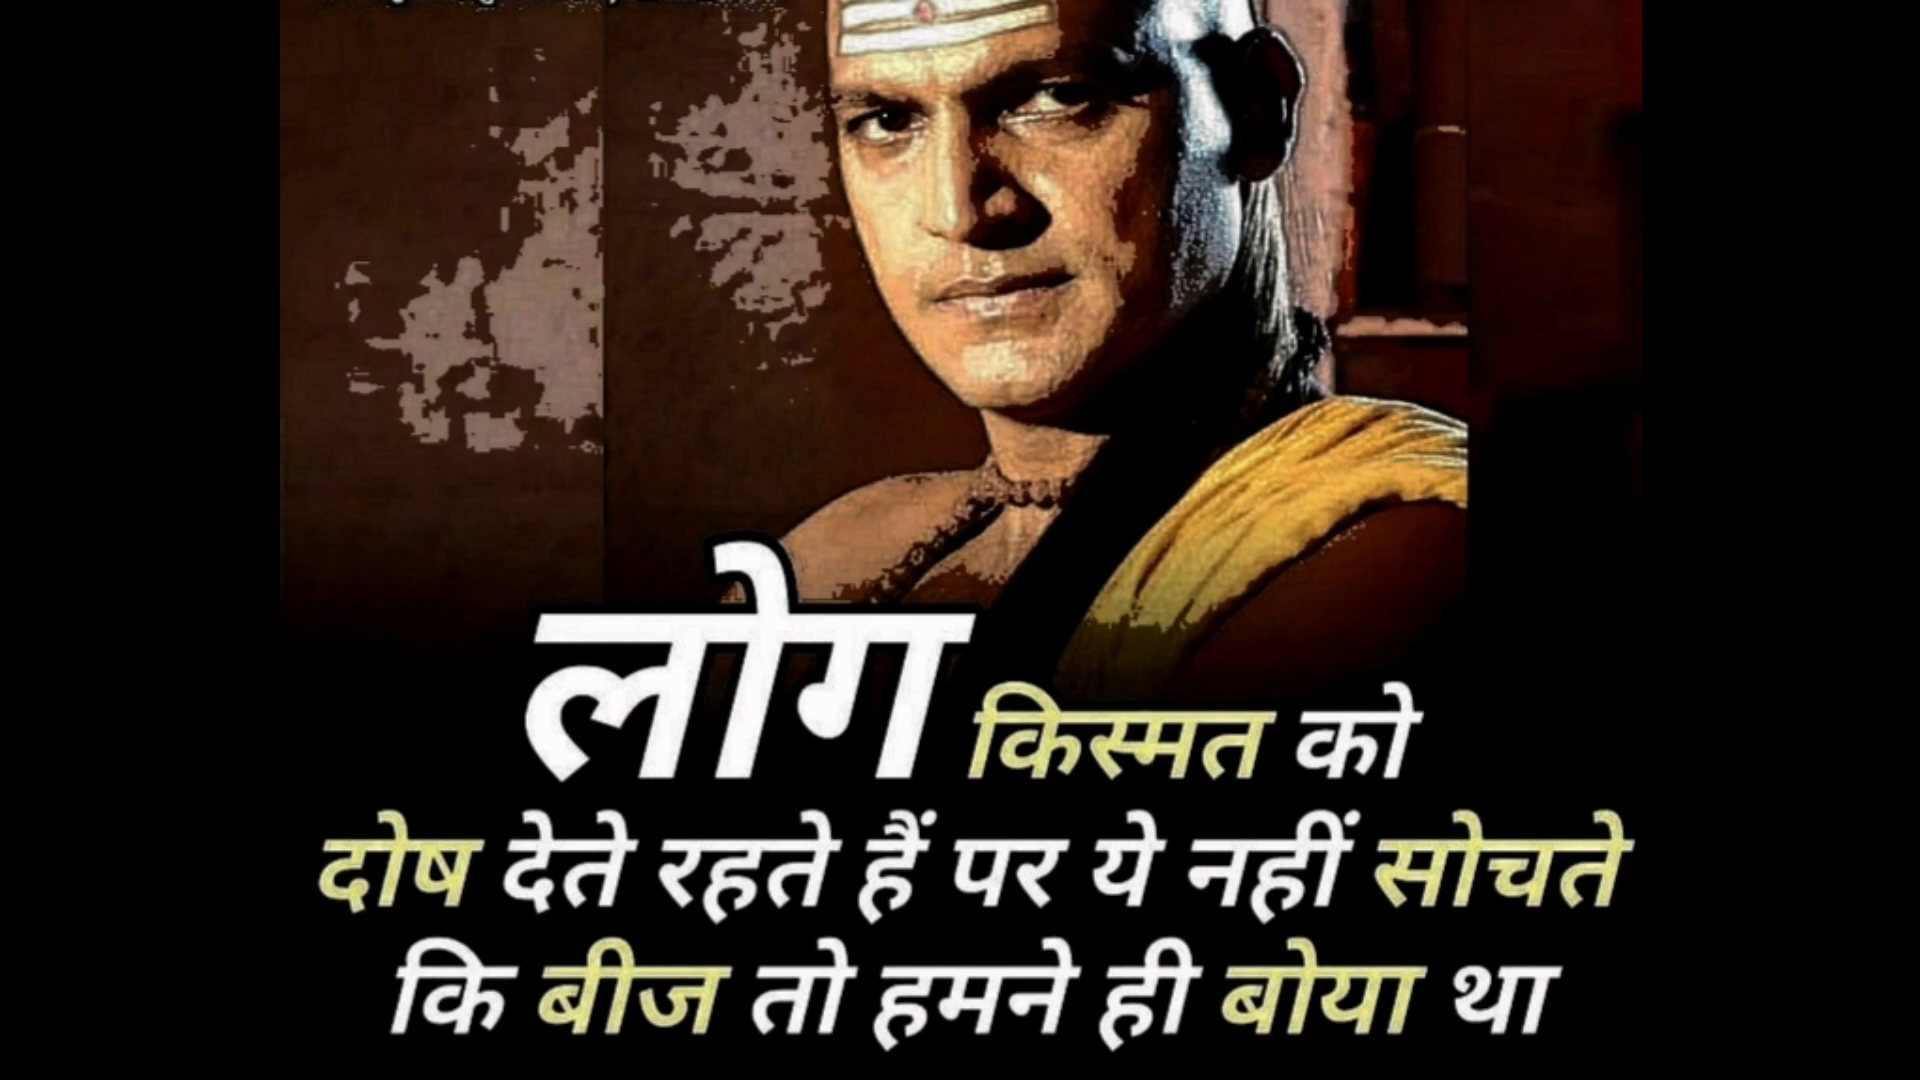 लोग किस्मत को
दोष देते रहते हैं पर ये नहीं सोचते
कि बीज तो हमने ही बोया था